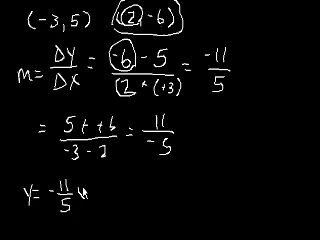 (-3,5) (2-6)
m = ΔY/ΔX = (-6-5)/(2+(+3)) = -11/5
= (5++6)/(-3-2) = 11/-5
y = -11/5